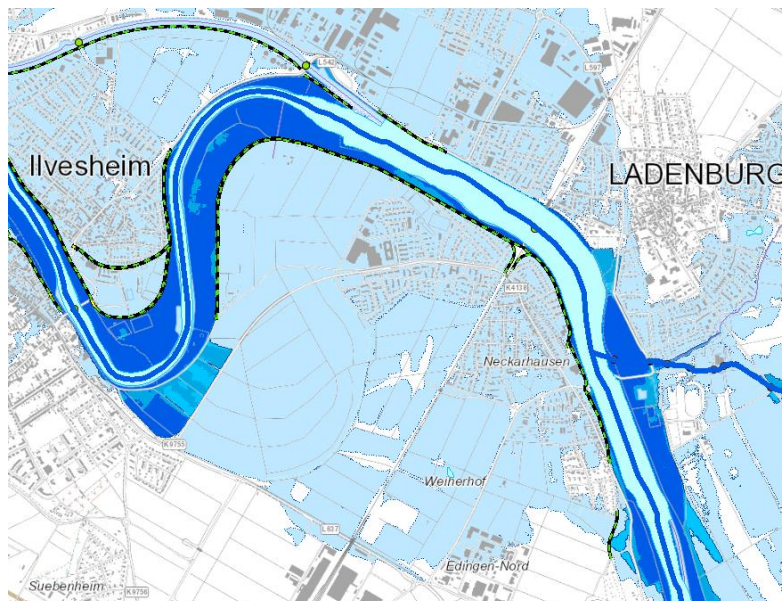 L542
L597
Ilvesheim
LADENBURG
K4138
Neckarhausen
K9755
Weinerhof
L637
Edingen-Nord
Suebenheim
K9756